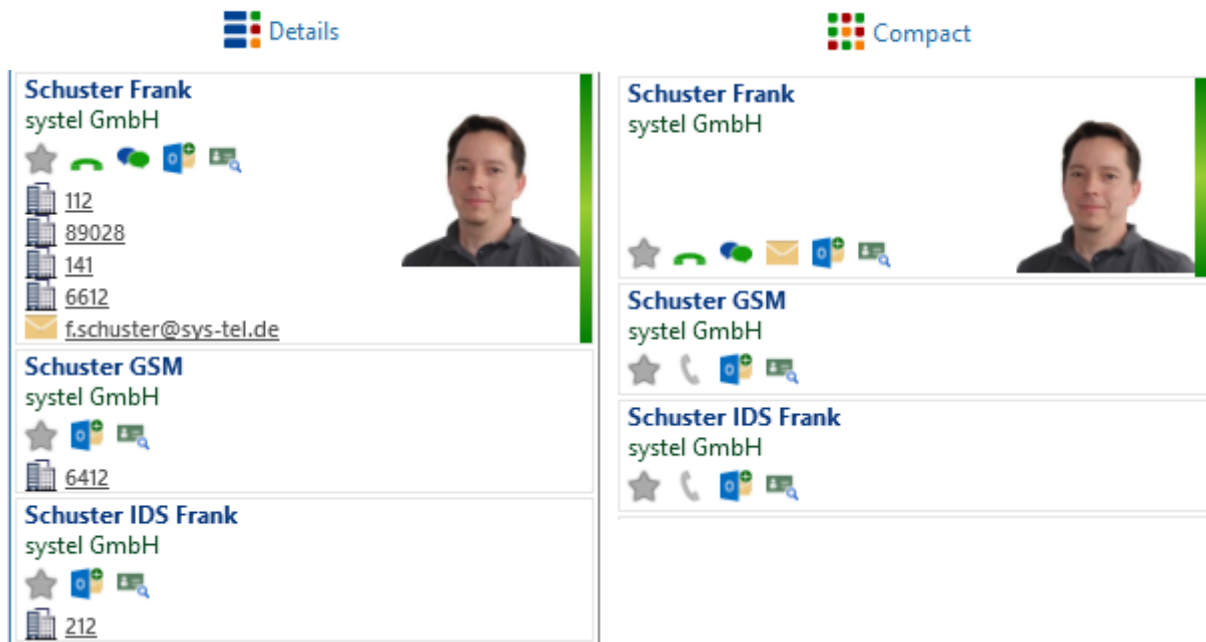 Details
Schuster Frank
systel GmbH
112
89028
141
6612
f.schuster@sys-tel.de
Schuster GSM
systel GmbH
6412
Schuster IDS Frank
systel GmbH
212
Compact
Schuster Frank
systel GmbH
Schuster GSM
systel GmbH
Schuster IDS Frank
systel GmbH